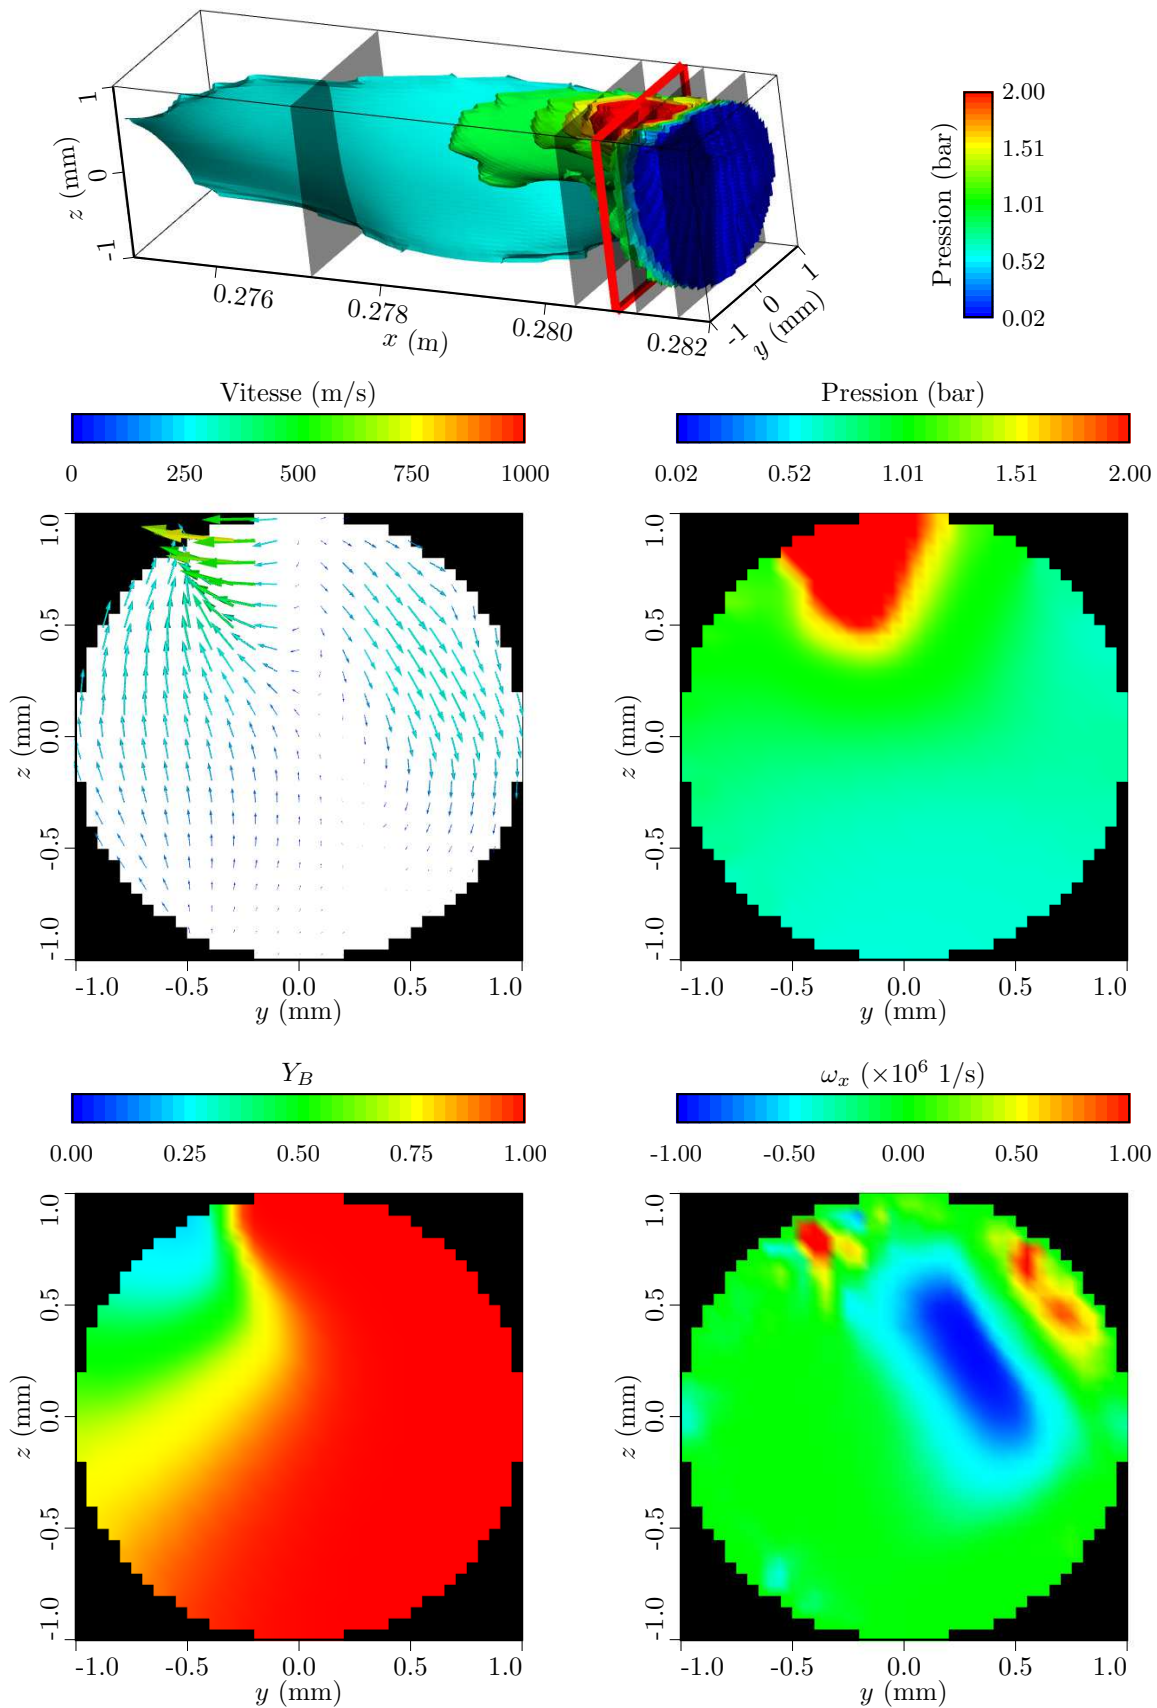 1
0
-1
z (mm)
0.276
0.278
0.280
0.282
x (m)
-1
0
1
y (mm)
Pression (bar)
2.00
1.51
1.01
0.52
0.02
Vitesse (m/s)
0 250 500 750 1000
Pression (bar)
0.02 0.52 1.01 1.51 2.00
1.0
0.5
0.0
-0.5
-1.0
z (mm)
-1.0 -0.5 0.0 0.5 1.0
y (mm)
1.0
0.5
0.0
-0.5
-1.0
z (mm)
-1.0 -0.5 0.0 0.5 1.0
y (mm)
Y_B
0.00 0.25 0.50 0.75 1.00
ω_x (×10⁶ 1/s)
-1.00 -0.50 0.00 0.50 1.00
1.0
0.5
0.0
-0.5
-1.0
z (mm)
-1.0 -0.5 0.0 0.5 1.0
y (mm)
1.0
0.5
0.0
-0.5
-1.0
z (mm)
-1.0 -0.5 0.0 0.5 1.0
y (mm)